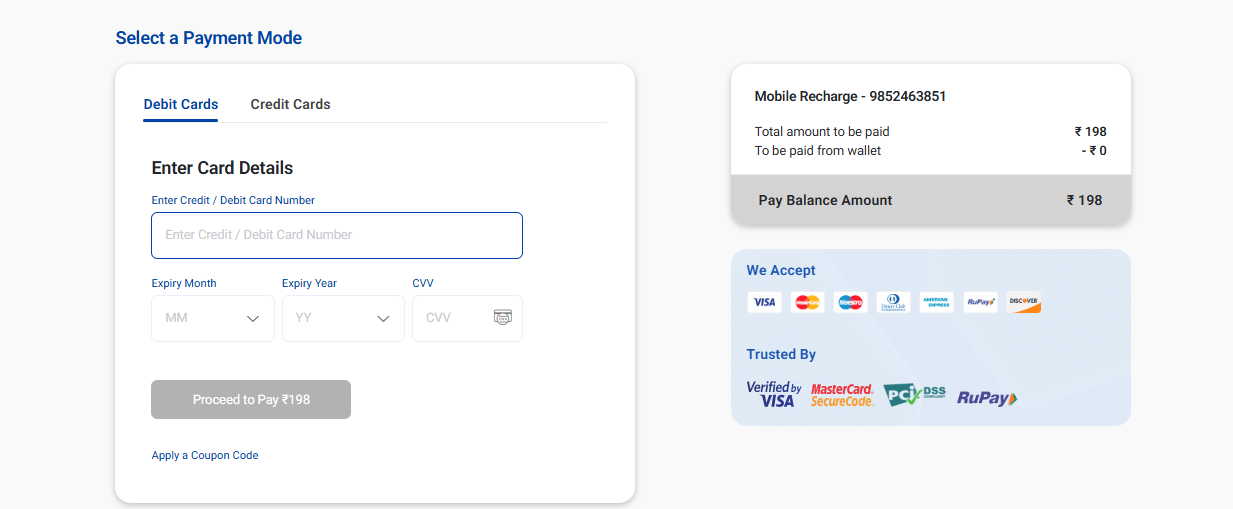 Select a Payment Mode
Debit Cards Credit Cards
Enter Card Details
Enter Credit / Debit Card Number
Enter Credit / Debit Card Number
Expiry Month Expiry Year CVV
MM YY CVV
Proceed to Pay ₹198
Apply a Coupon Code
Mobile Recharge - 9852463851
Total amount to be paid ₹ 198
To be paid from wallet - ₹ 0
Pay Balance Amount ₹ 198
We Accept
VISA MasterCard Maestro Diners Club INTERNATIONAL AMERICAN EXPRESS RuPay DISCOVER
Trusted By
Verified by VISA MasterCard. SecureCode. PCI DSS COMPLIANT RuPay